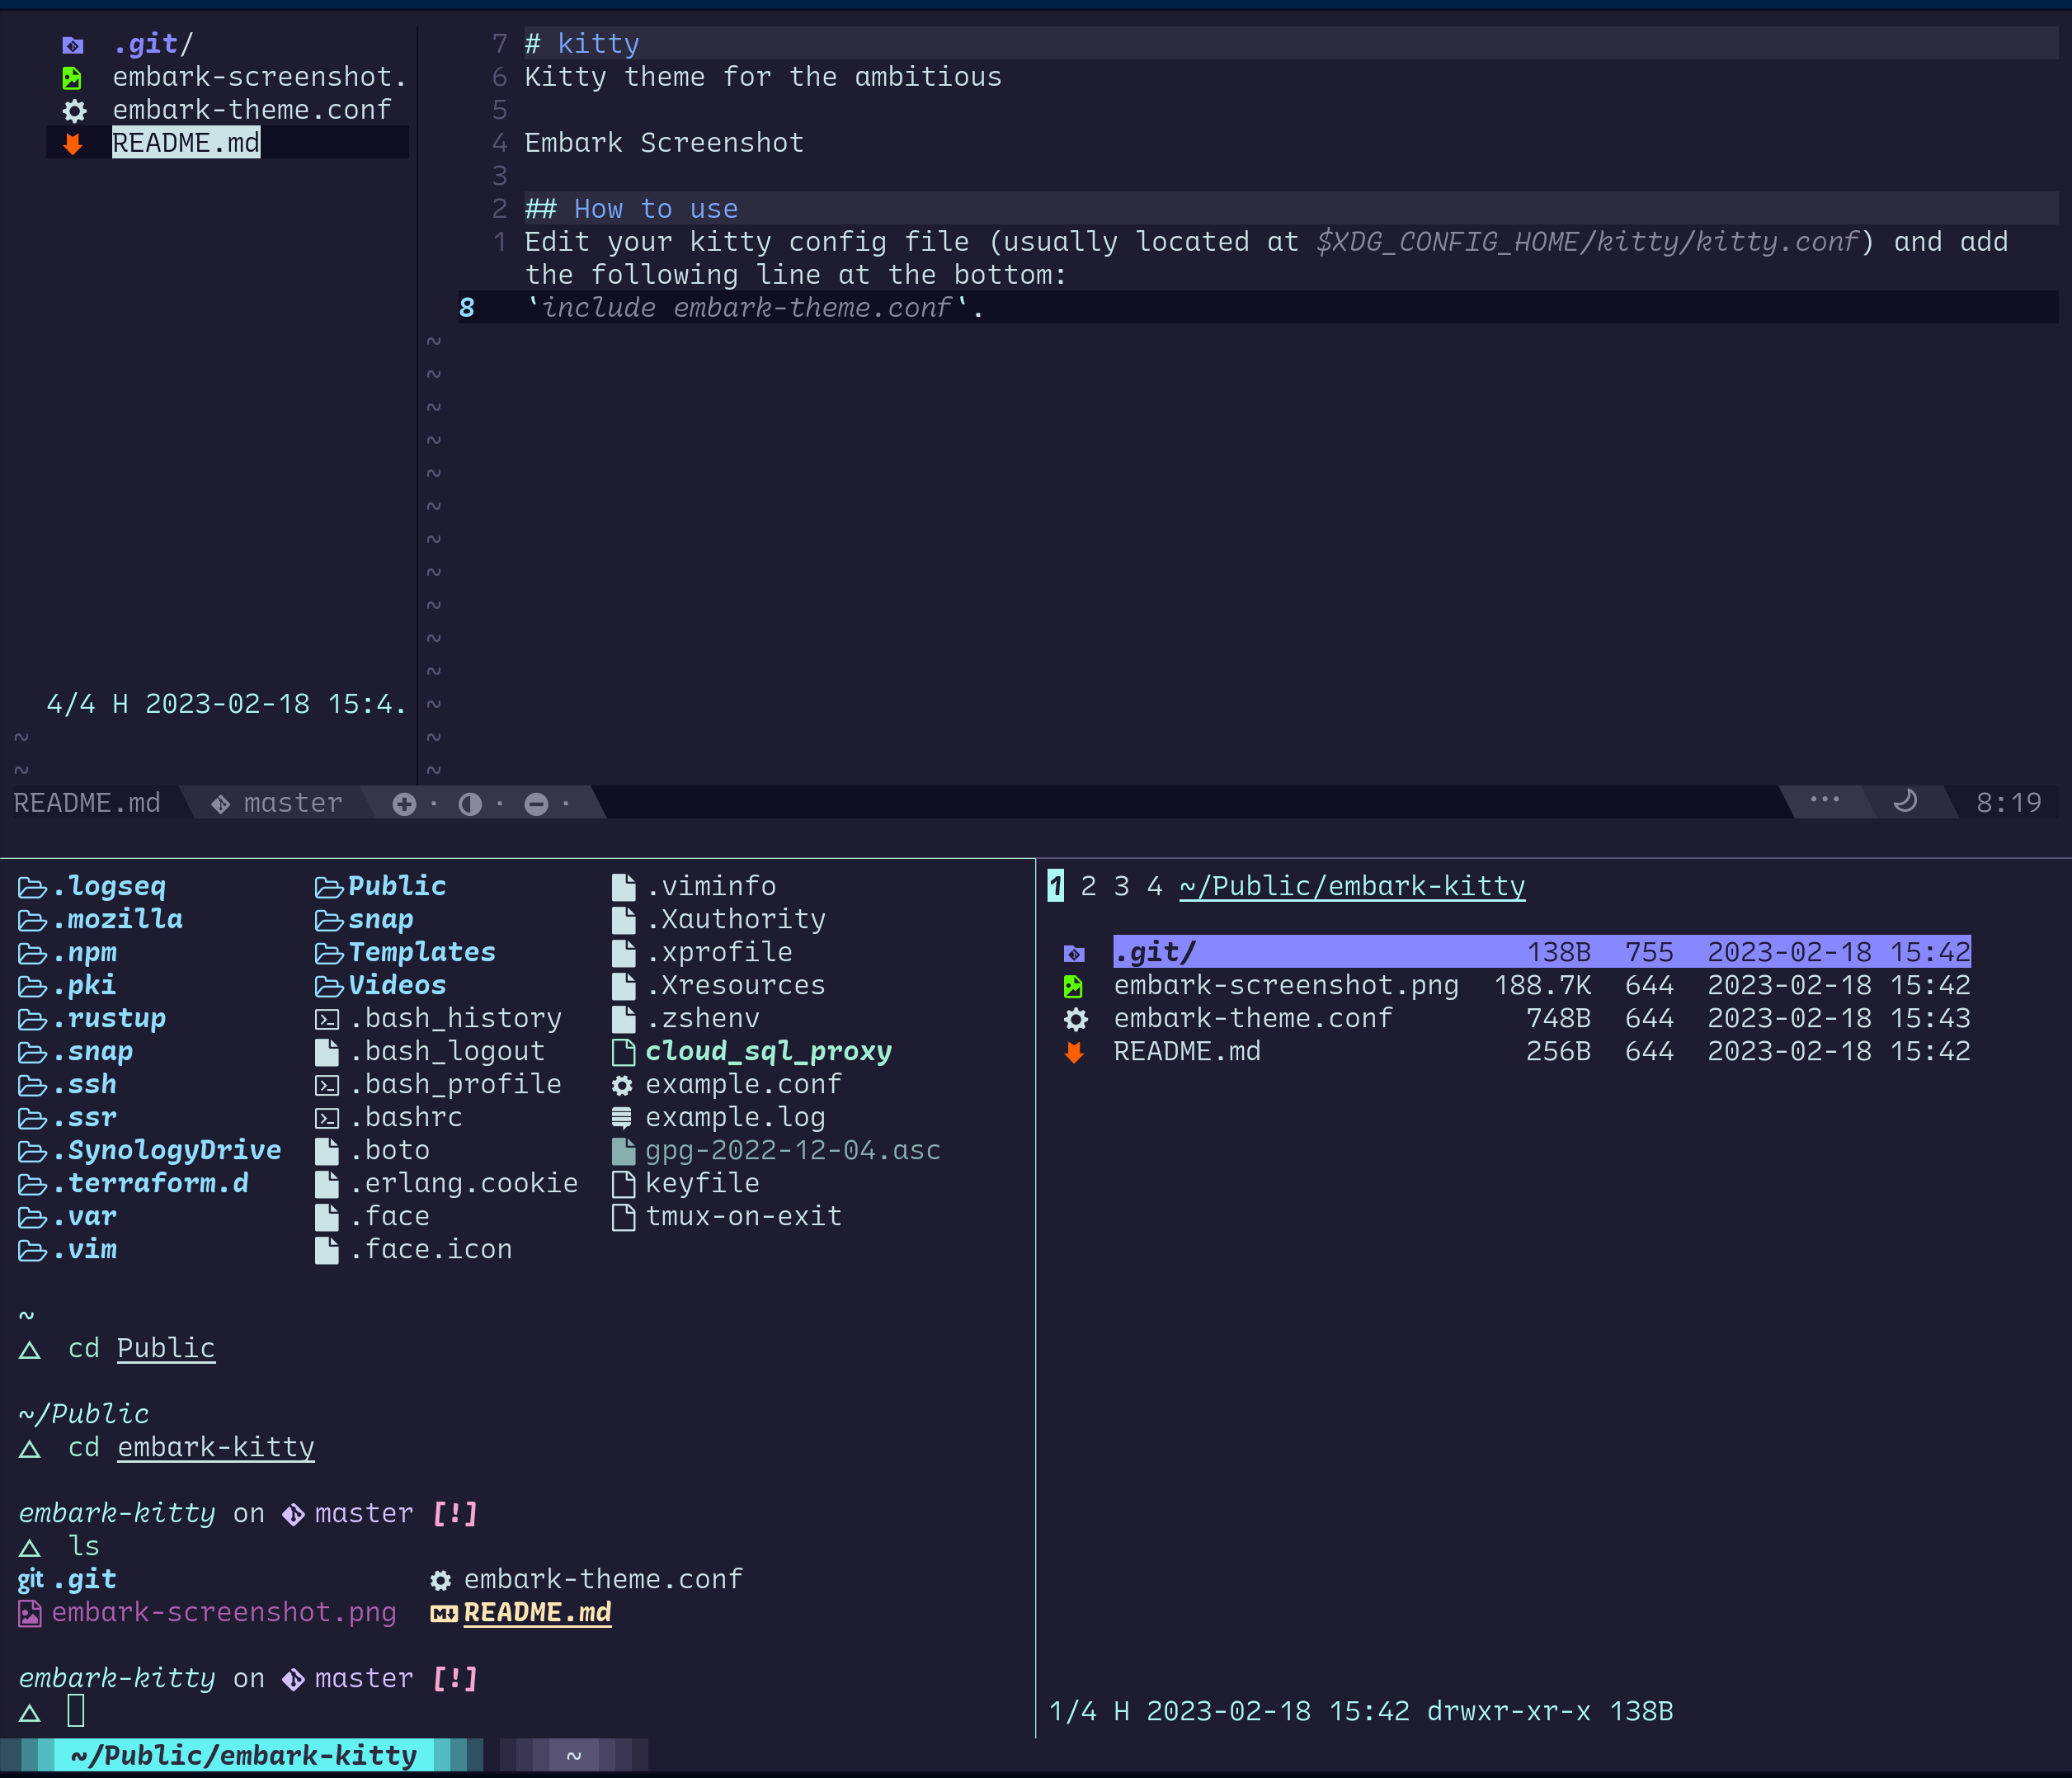 .git/
embark-screenshot.
embark-theme.conf
README.md
4/4 H 2023-02-18 15:4.
~
~
7 # kitty
6 Kitty theme for the ambitious
5
4 Embark Screenshot
3
2 ## How to use
1 Edit your kitty config file (usually located at $XDG_CONFIG_HOME/kitty/kitty.conf) and add
the following line at the bottom:
8 `include embark-theme.conf`.
~
~
~
~
~
~
~
~
~
~
~
~
~
~
README.md master + · · − · ··· 8:19
.logseq Public .viminfo
.mozilla snap .Xauthority
.npm Templates .xprofile
.pki Videos .Xresources
.rustup .bash_history .zshenv
.snap .bash_logout cloud_sql_proxy
.ssh .bash_profile example.conf
.ssr .bashrc example.log
.SynologyDrive .boto gpg-2022-12-04.asc
.terraform.d .erlang.cookie keyfile
.var .face tmux-on-exit
.vim .face.icon
~
△ cd Public
~/Public
△ cd embark-kitty
embark-kitty on master [!]
△ ls
git .git embark-theme.conf
embark-screenshot.png M↓ README.md
embark-kitty on master [!]
△
1 2 3 4 ~/Public/embark-kitty
.git/ 138B 755 2023-02-18 15:42
embark-screenshot.png 188.7K 644 2023-02-18 15:42
embark-theme.conf 748B 644 2023-02-18 15:43
README.md 256B 644 2023-02-18 15:42
1/4 H 2023-02-18 15:42 drwxr-xr-x 138B
~/Public/embark-kitty ~